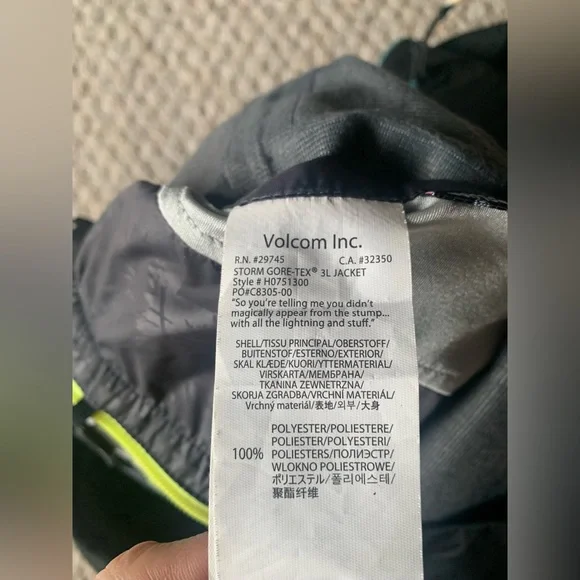 Volcom Inc.
R.N. #29745 C.A. #32350
STORM GORE-TEX® 3L JACKET
Style # H0751300
PO#C8305-00
"So you're telling me you didn't
magically appear from the stump...
with all the lightning and stuff."
SHELL/TISSU PRINCIPAL/OBERSTOFF/
BUITENSTOF/ESTERNO/EXTERIOR/
SKAL KLÆDE/KUORI/YTTERMATERIAL/
VIRSKARTA/МЕМБРАНА/
TKANINA ZEWNETRZNA/
SKORJA ZGRADBA/VRCHNÍ MATERIÁL/
Vrchný materiál/表地/외부/大身
POLYESTER/POLIESTERE/
POLIESTER/POLYESTERI/
100% POLIESTERS/ПОЛИЭСТР/
WLOKNO POLIESTROWE/
ポリエステル/폴리에스테/
聚酯纤维